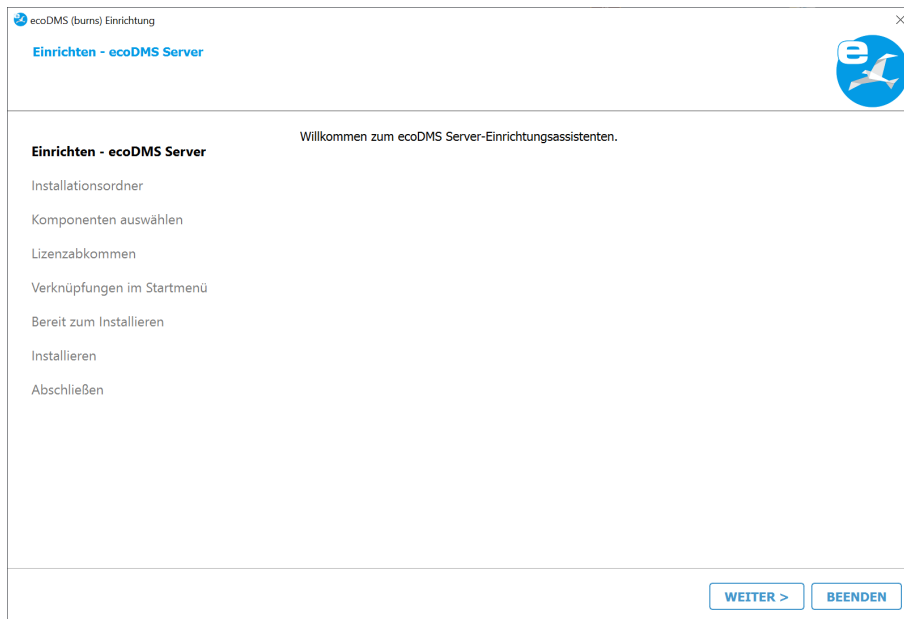 ecoDMS (burns) Einrichtung
Einrichten - ecoDMS Server
e
Willkommen zum ecoDMS Server-Einrichtungsassistenten.
Einrichten - ecoDMS Server
Installationsordner
Komponenten auswählen
Lizenzabkommen
Verknüpfungen im Startmenü
Bereit zum Installieren
Installieren
Abschließen
WEITER >
BEENDEN